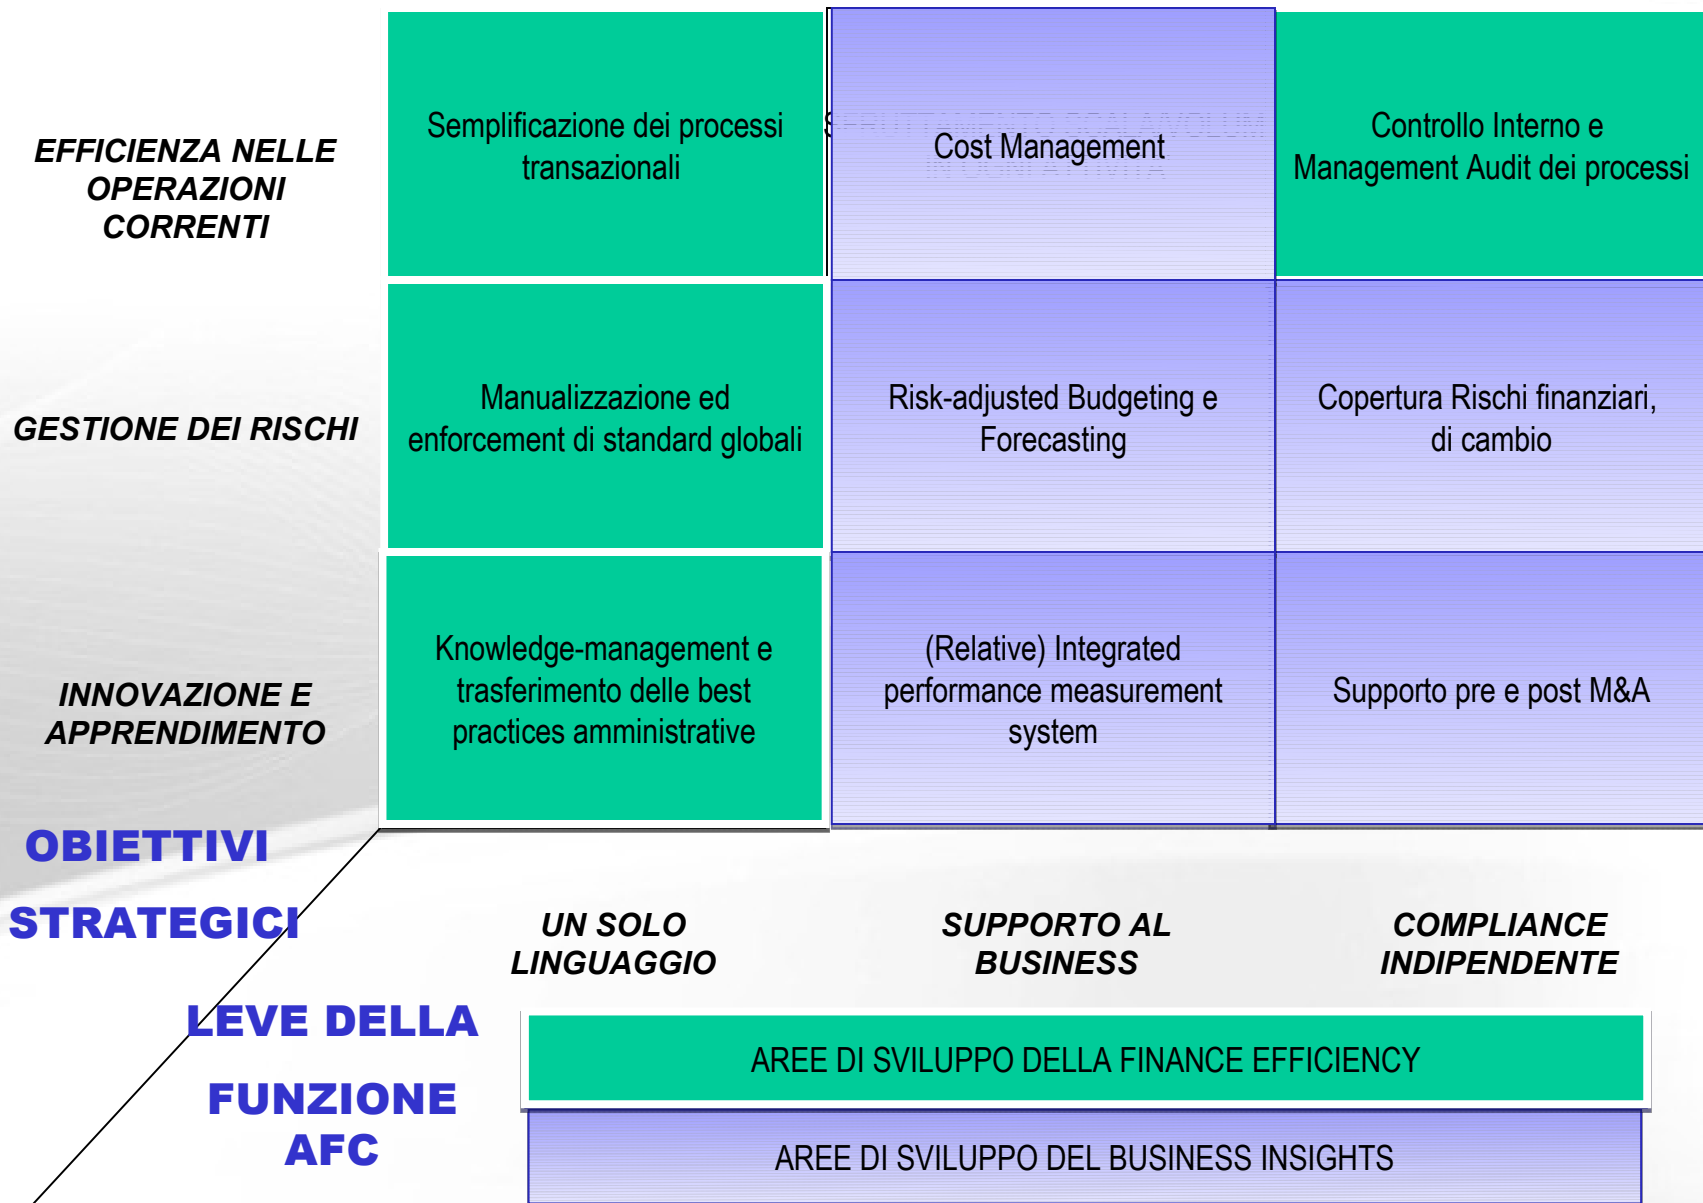 EFFICIENZA NELLE
OPERAZIONI
CORRENTI
Semplificazione dei processi
transazionali
Cost Management
Controllo Interno e
Management Audit dei processi
GESTIONE DEI RISCHI
Manualizzazione ed
enforcement di standard globali
Risk-adjusted Budgeting e
Forecasting
Copertura Rischi finanziari,
di cambio
INNOVAZIONE E
APPRENDIMENTO
Knowledge-management e
trasferimento delle best
practices amministrative
(Relative) Integrated
performance measurement
system
Supporto pre e post M&A
OBIETTIVI
STRATEGICI
UN SOLO
LINGUAGGIO
SUPPORTO AL
BUSINESS
COMPLIANCE
INDIPENDENTE
LEVE DELLA
FUNZIONE
AFC
AREE DI SVILUPPO DELLA FINANCE EFFICIENCY
AREE DI SVILUPPO DEL BUSINESS INSIGHTS